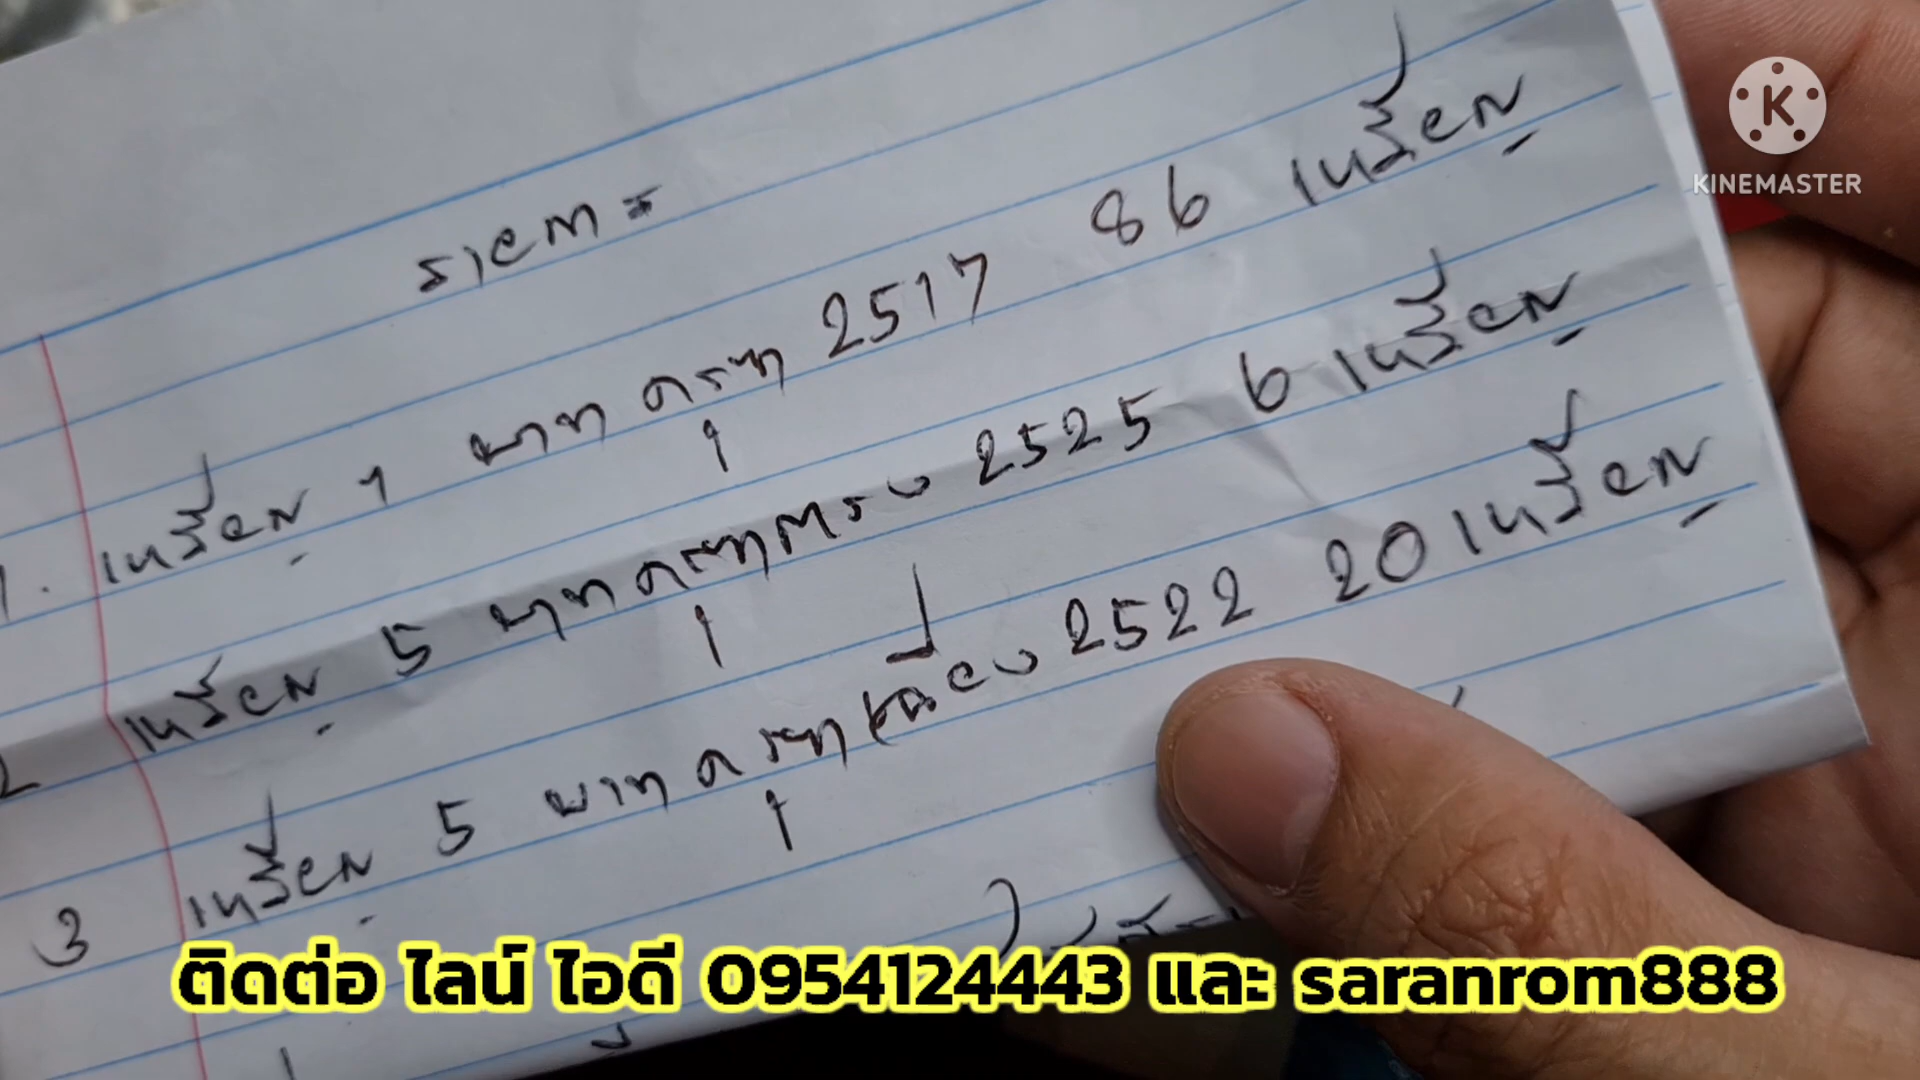 รายการ
1. เหรียญ 1 บาท ครุฑ 2517 86 เหรียญ
2 เหรียญ 5 บาท ครุฑตรง 2525 6 เหรียญ
3 เหรียญ 5 บาท ครุฑเฉียง 2522 20 เหรียญ
ติดต่อ ไลน์ ไอดี 0954124443 และ saranrom888
K
KINEMASTER